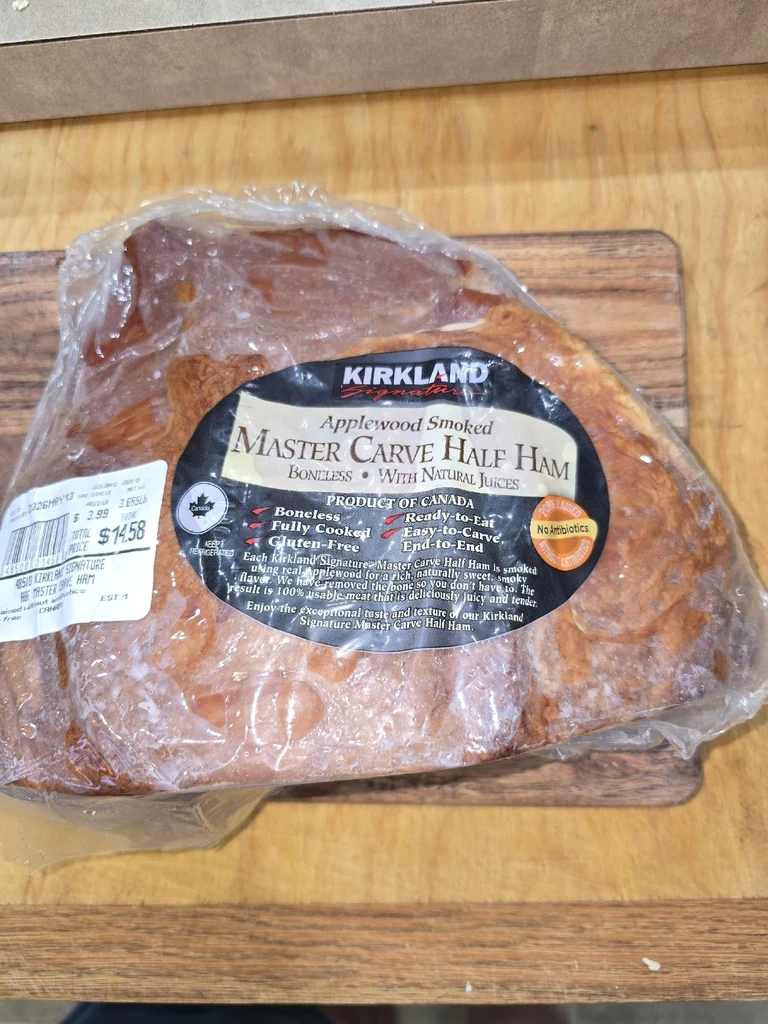 KIRKLAND
Signature
Applewood Smoked
MASTER CARVE HALF HAM
BONELESS • WITH NATURAL JUICES
PRODUCT OF CANADA
Boneless
Fully Cooked
Gluten-Free
Ready-to-Eat
Easy-to-Carve,
End-to-End
Canada
KEEP
REFRIGERATED
No Antibiotics
Each Kirkland Signature™ Master Carve Half Ham is smoked
using real Applewood for a rich, naturally sweet, smoky
flavor. We have removed the bone so you don't have to. The
result is 100% usable meat that is deliciously juicy and tender.
Enjoy the exceptional taste and texture of our Kirkland
Signature Master Carve Half Ham.
$ 3.99
3.655Lb
TOTAL
PRICE
TOTAL
$14.58
40500 KIRKLAND SIGNATURE
MASTER CARVE HAM
EST 1